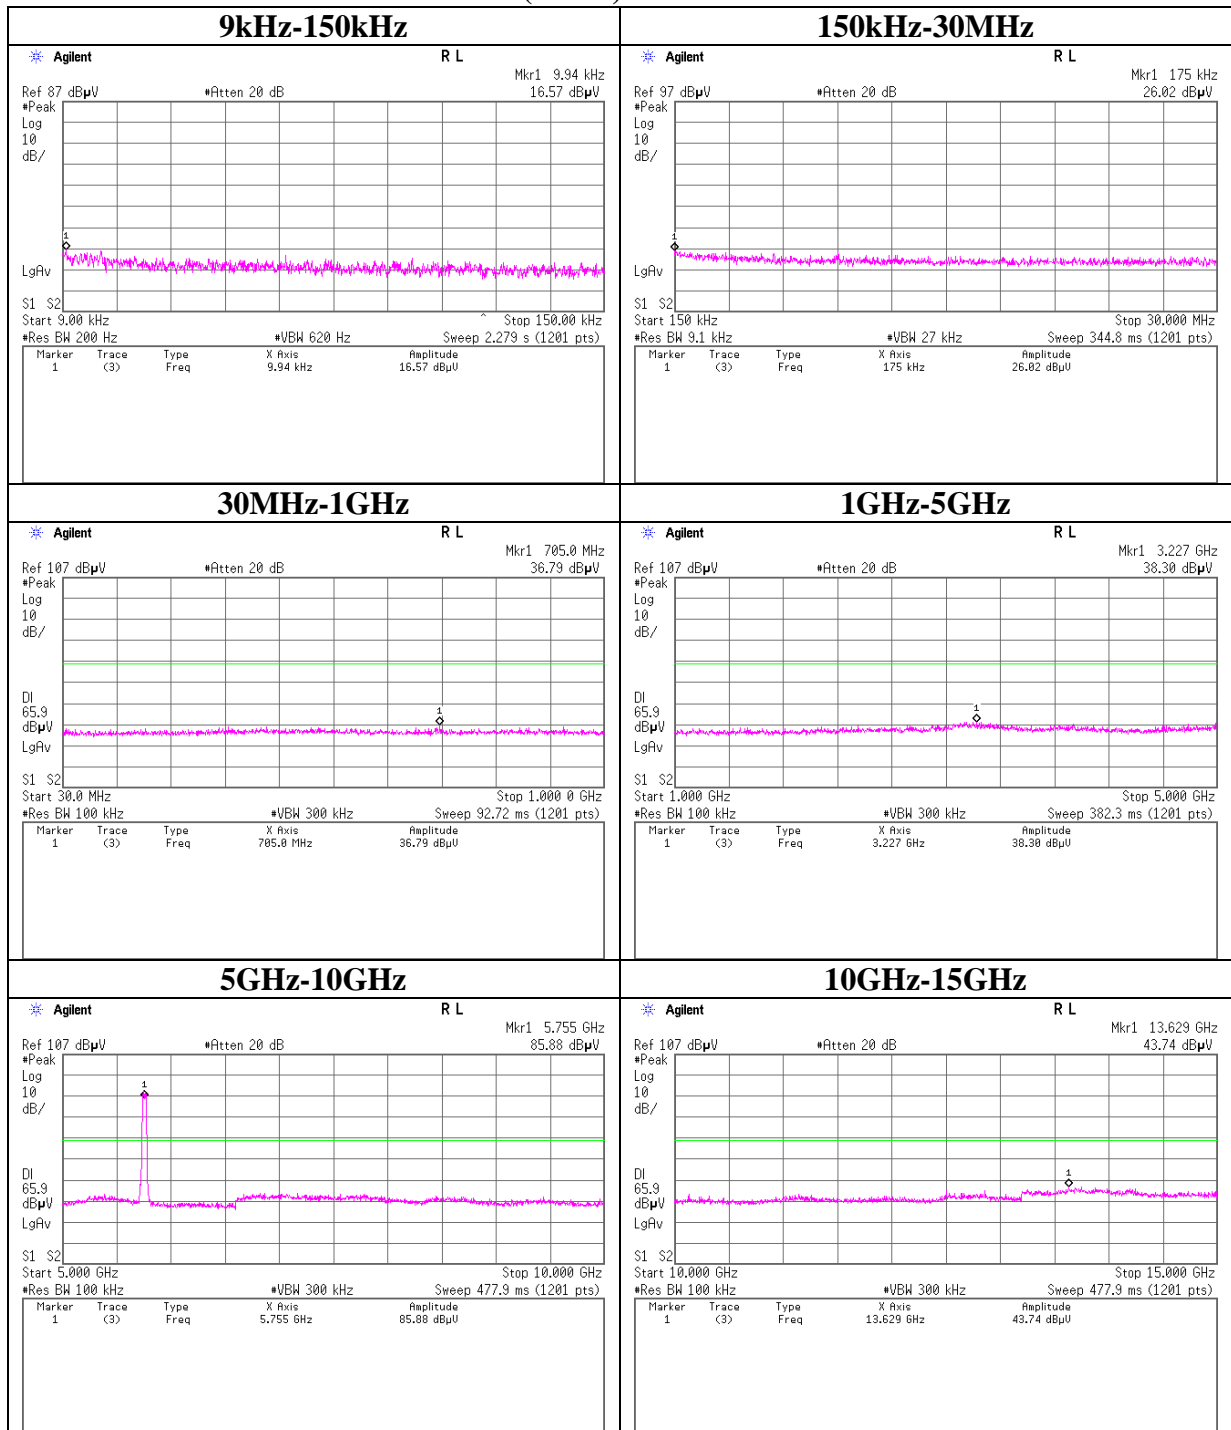 9kHz-150kHz
Agilent R L
Mkr1 9.94 kHz
Ref 87 dBµV #Atten 20 dB 16.57 dBµV
#Peak
Log
10
dB/
1
LgAv
S1 S2
Start 9.00 kHz ^ Stop 150.00 kHz
#Res BW 200 Hz #VBW 620 Hz Sweep 2.279 s (1201 pts)
Marker Trace Type X Axis Amplitude
1 (3) Freq 9.94 kHz 16.57 dBµV
150kHz-30MHz
Agilent R L
Mkr1 175 kHz
Ref 97 dBµV #Atten 20 dB 26.02 dBµV
#Peak
Log
10
dB/
1
LgAv
S1 S2
Start 150 kHz Stop 30.000 MHz
#Res BW 9.1 kHz #VBW 27 kHz Sweep 344.8 ms (1201 pts)
Marker Trace Type X Axis Amplitude
1 (3) Freq 175 kHz 26.02 dBµV
30MHz-1GHz
Agilent R L
Mkr1 705.0 MHz
Ref 107 dBµV #Atten 20 dB 36.79 dBµV
#Peak
Log
10
dB/
1
DI
65.9
dBµV
LgAv
S1 S2
Start 30.0 MHz Stop 1.000 0 GHz
#Res BW 100 kHz #VBW 300 kHz Sweep 92.72 ms (1201 pts)
Marker Trace Type X Axis Amplitude
1 (3) Freq 705.0 MHz 36.79 dBµV
1GHz-5GHz
Agilent R L
Mkr1 3.227 GHz
Ref 107 dBµV #Atten 20 dB 38.30 dBµV
#Peak
Log
10
dB/
1
DI
65.9
dBµV
LgAv
S1 S2
Start 1.000 GHz Stop 5.000 GHz
#Res BW 100 kHz #VBW 300 kHz Sweep 382.3 ms (1201 pts)
Marker Trace Type X Axis Amplitude
1 (3) Freq 3.227 GHz 38.30 dBµV
5GHz-10GHz
Agilent R L
Mkr1 5.755 GHz
Ref 107 dBµV #Atten 20 dB 85.88 dBµV
#Peak
Log
10
dB/
1
DI
65.9
dBµV
LgAv
S1 S2
Start 5.000 GHz Stop 10.000 GHz
#Res BW 100 kHz #VBW 300 kHz Sweep 477.9 ms (1201 pts)
Marker Trace Type X Axis Amplitude
1 (3) Freq 5.755 GHz 85.88 dBµV
10GHz-15GHz
Agilent R L
Mkr1 13.629 GHz
Ref 107 dBµV #Atten 20 dB 43.74 dBµV
#Peak
Log
10
dB/
1
DI
65.9
dBµV
LgAv
S1 S2
Start 10.000 GHz Stop 15.000 GHz
#Res BW 100 kHz #VBW 300 kHz Sweep 477.9 ms (1201 pts)
Marker Trace Type X Axis Amplitude
1 (3) Freq 13.629 GHz 43.74 dBµV